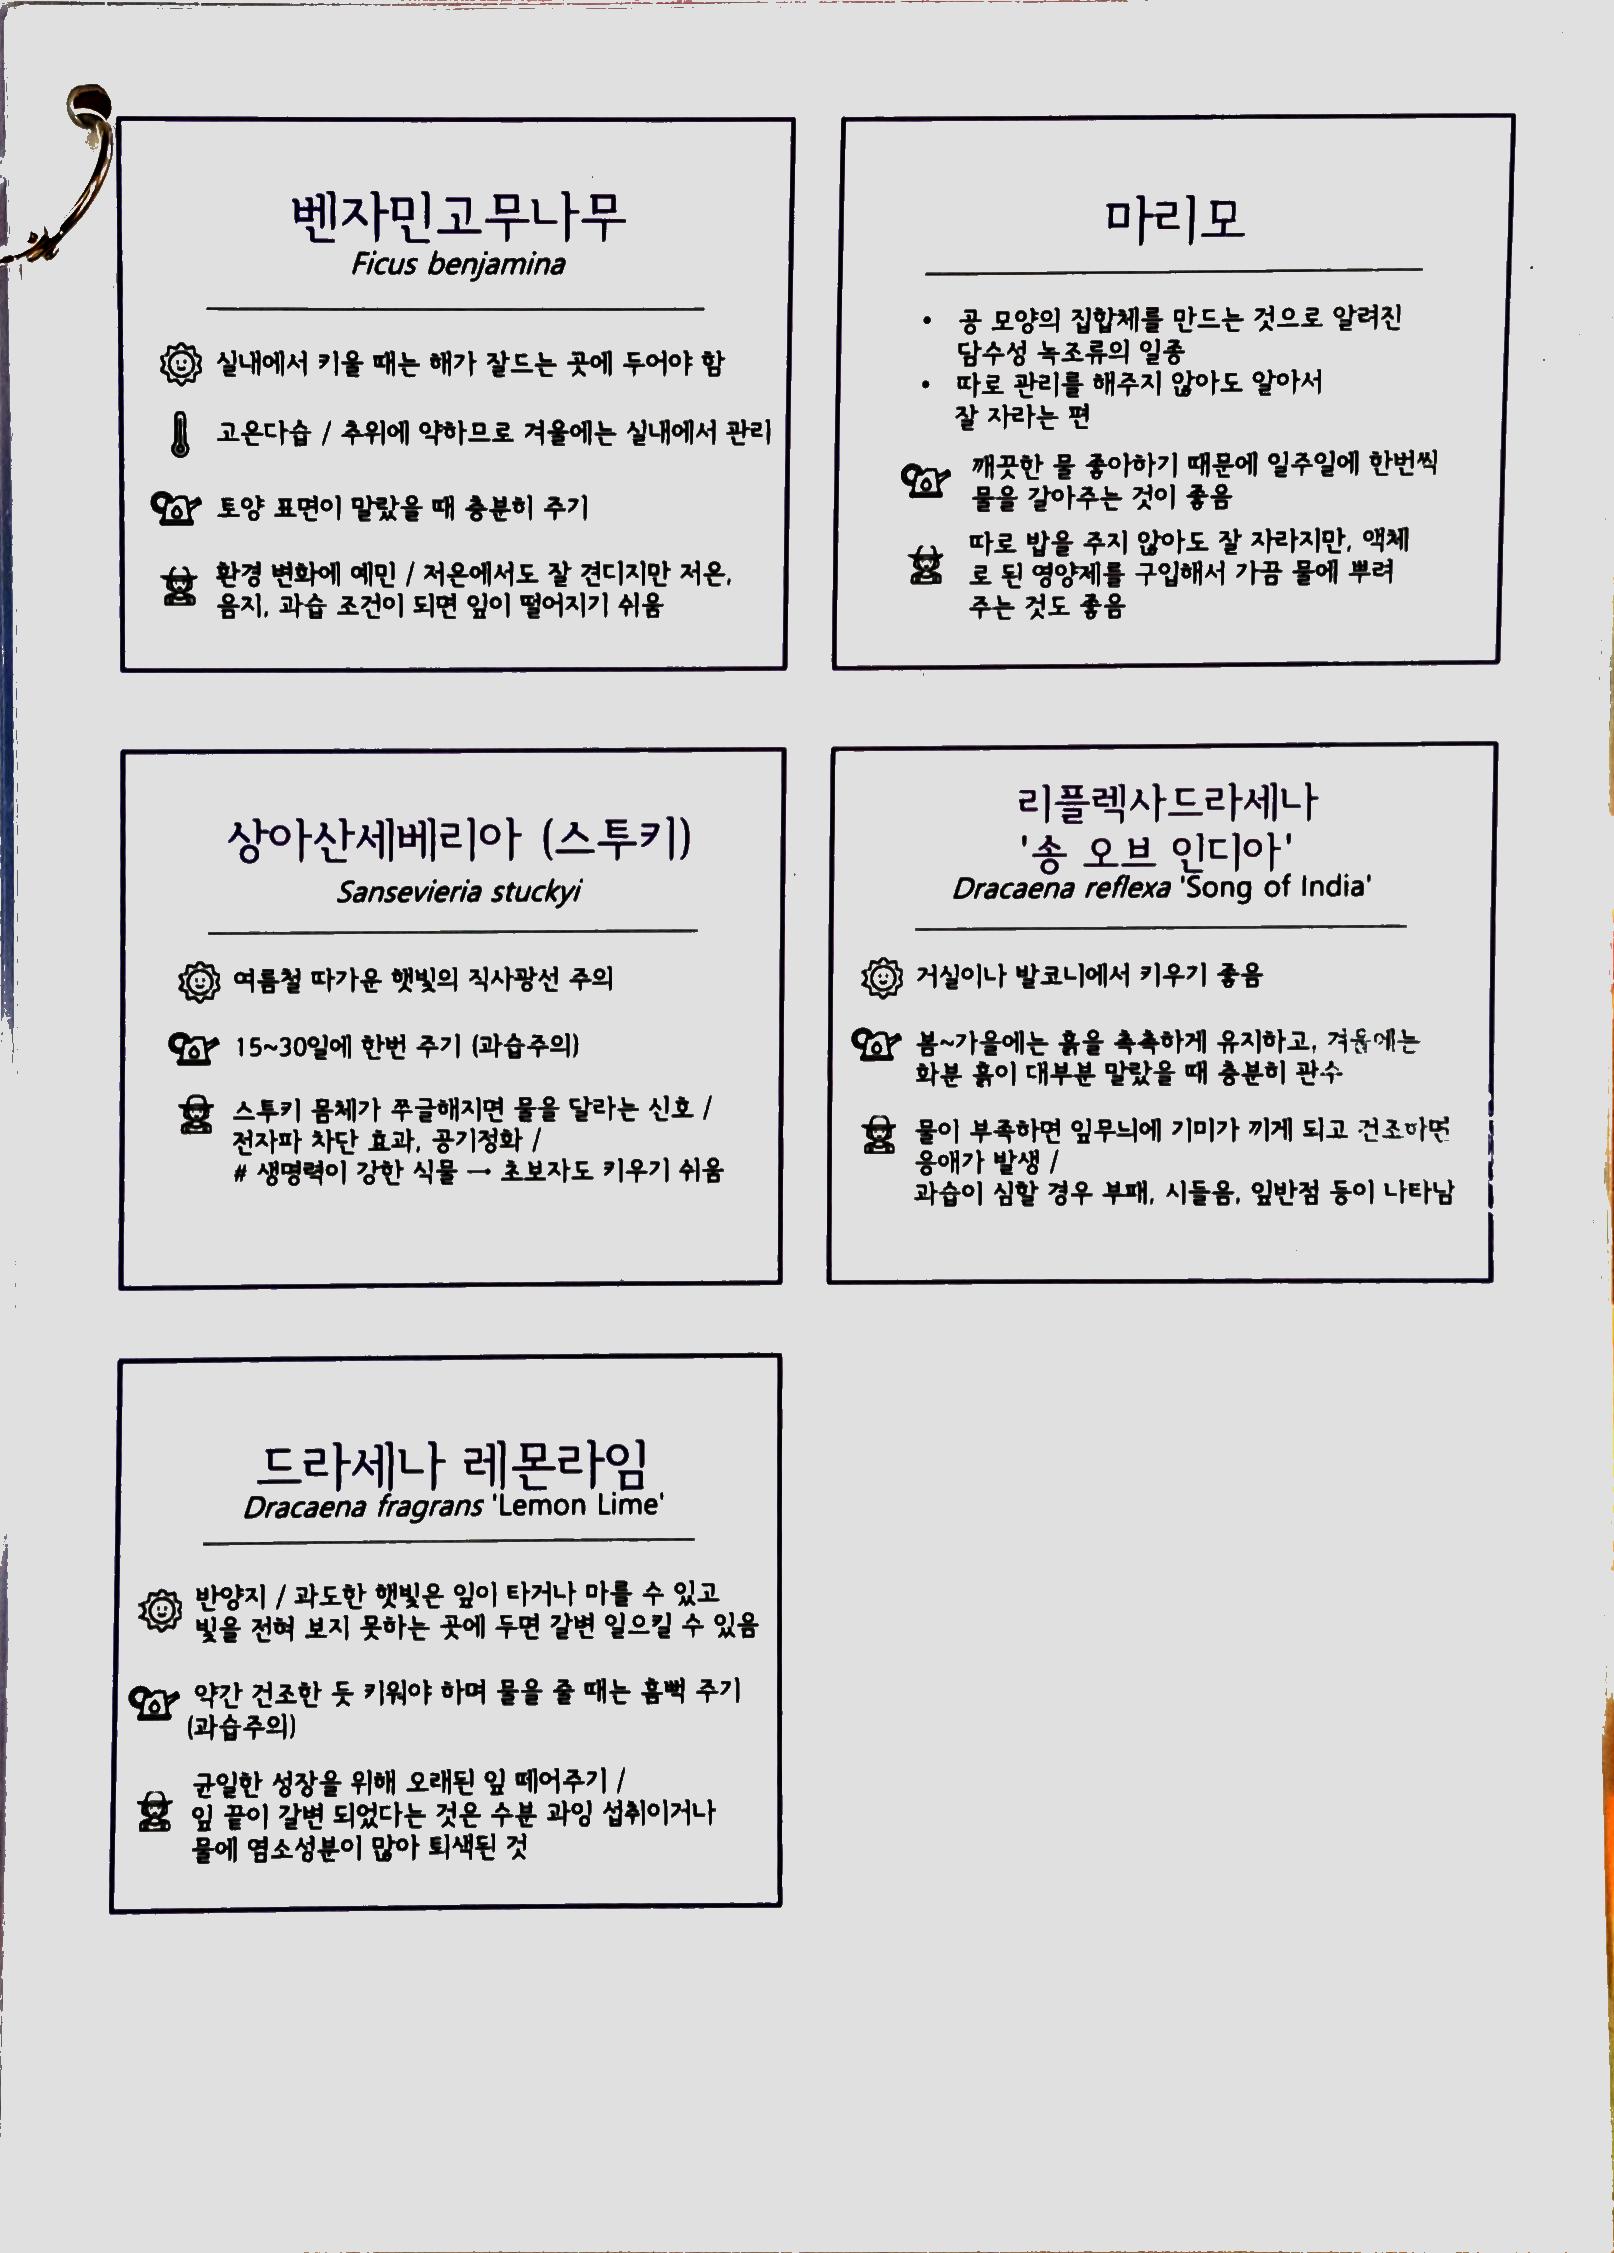 벤자민고무나무
Ficus benjamina
실내에서 키울 때는 해가 잘드는 곳에 두어야 함
고온다습 / 추위에 약하므로 겨울에는 실내에서 관리
토양 표면이 말랐을 때 충분히 주기
환경 변화에 예민 / 저온에서도 잘 견디지만 저온,
음지, 과습 조건이 되면 잎이 떨어지기 쉬움
마리모
• 공 모양의 집합체를 만드는 것으로 알려진
담수성 녹조류의 일종
• 따로 관리를 해주지 않아도 알아서
잘 자라는 편
깨끗한 물 좋아하기 때문에 일주일에 한번씩
물을 갈아주는 것이 좋음
따로 밥을 주지 않아도 잘 자라지만, 액체
로 된 영양제를 구입해서 가끔 물에 뿌려
주는 것도 좋음
상아산세베리아 (스투키)
Sansevieria stuckyi
여름철 따가운 햇빛의 직사광선 주의
15~30일에 한번 주기 (과습주의)
스투키 몸체가 쭈글해지면 물을 달라는 신호 /
전자파 차단 효과, 공기정화 /
# 생명력이 강한 식물 → 초보자도 키우기 쉬움
리플렉사드라세나
'송 오브 인디아'
Dracaena reflexa 'Song of India'
거실이나 발코니에서 키우기 좋음
봄~가을에는 흙을 촉촉하게 유지하고, 겨울에는
화분 흙이 대부분 말랐을 때 충분히 관수
물이 부족하면 잎무늬에 기미가 끼게 되고 건조하면
응애가 발생 /
과습이 심할 경우 부패, 시들음, 잎반점 등이 나타남
드라세나 레몬라임
Dracaena fragrans 'Lemon Lime'
반양지 / 과도한 햇빛은 잎이 타거나 마를 수 있고
빛을 전혀 보지 못하는 곳에 두면 갈변 일으킬 수 있음
약간 건조한 듯 키워야 하며 물을 줄 때는 흠뻑 주기
(과습주의)
균일한 성장을 위해 오래된 잎 떼어주기 /
잎 끝이 갈변 되었다는 것은 수분 과잉 섭취이거나
물에 염소성분이 많아 퇴색된 것